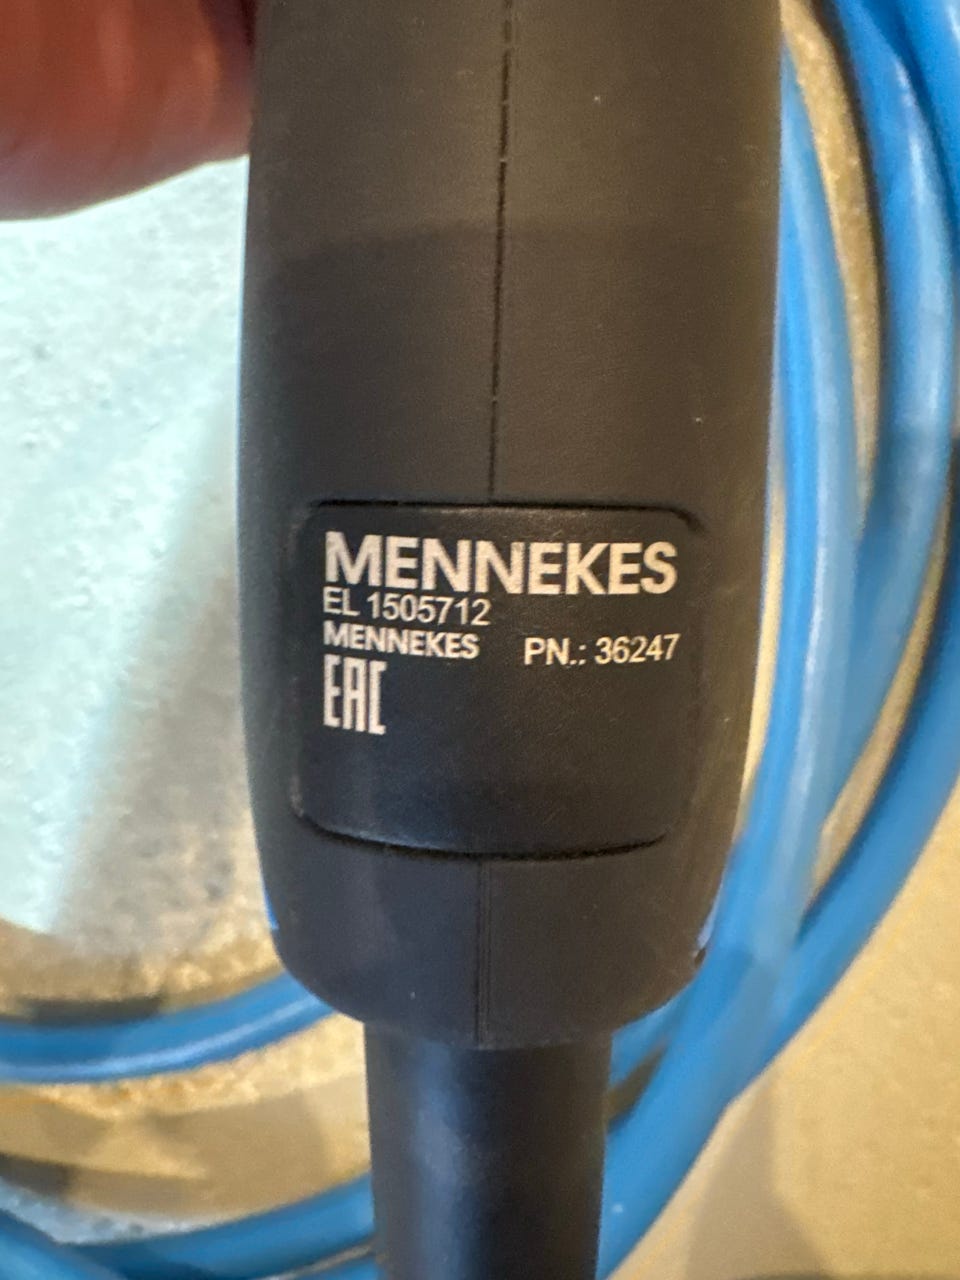 MENNEKES
EL 1505712
MENNEKES PN.: 36247
EAC